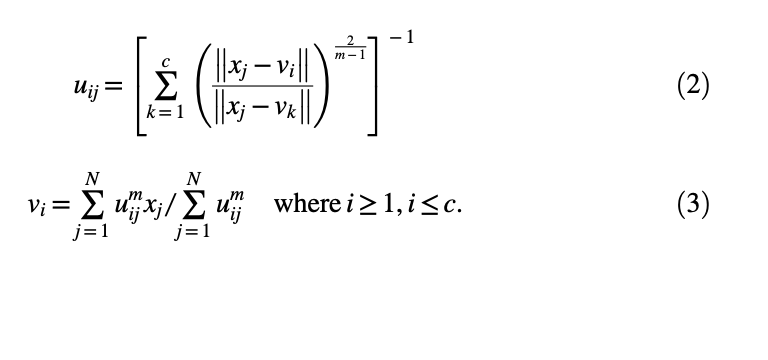 u_{ij} = \left[ \sum_{k=1}^{c} \left( \frac{||x_j - v_i||}{||x_j - v_k||} \right)^{\frac{2}{m-1}} \right]^{-1} (2)
v_i = \sum_{j=1}^{N} u_{ij}^{m} x_j / \sum_{j=1}^{N} u_{ij}^{m} where i ≥ 1, i ≤ c. (3)